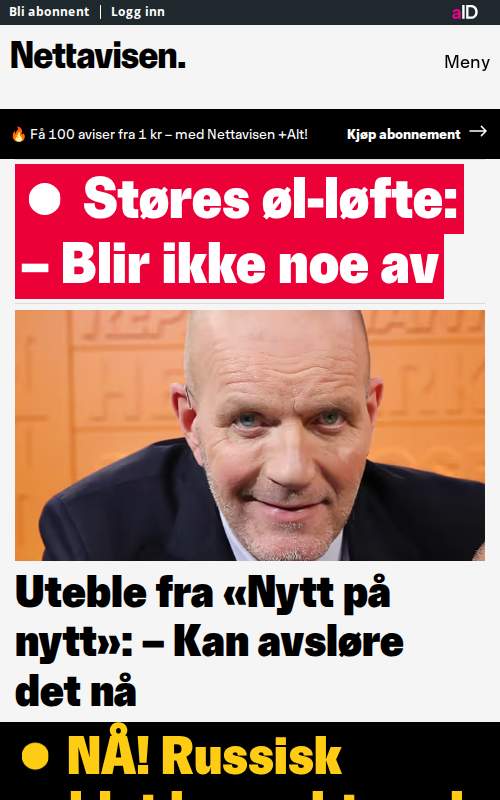 Bli abonnent | Logg inn
aID
Nettavisen.
Meny
🔥 Få 100 aviser fra 1 kr – med Nettavisen +Alt!
Kjøp abonnement →
● Støres øl-løfte:
– Blir ikke noe av
Uteble fra «Nytt på
nytt»: – Kan avsløre
det nå
● NÅ! Russisk